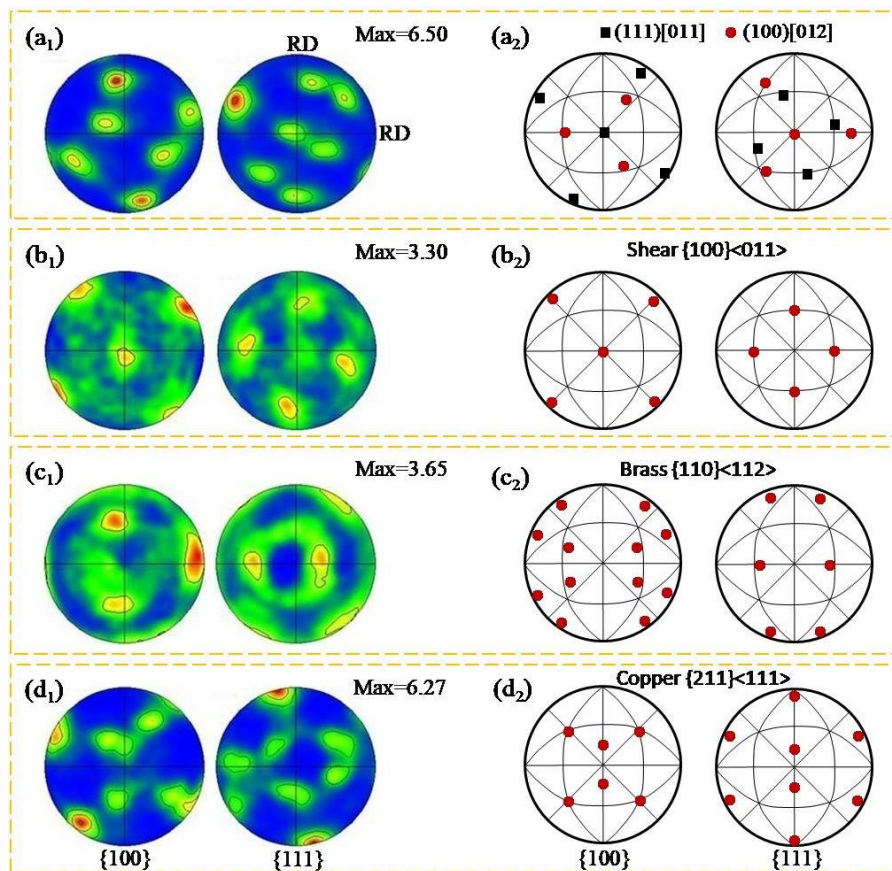 (a₁) RD Max=6.50 (a₂) ■ (111)[011] ● (100)[012]
RD
(b₁) Max=3.30 (b₂) Shear {100}<011>
(c₁) Max=3.65 (c₂) Brass {110}<112>
(d₁) Max=6.27 (d₂) Copper {211}<111>
{100} {111} {100} {111}